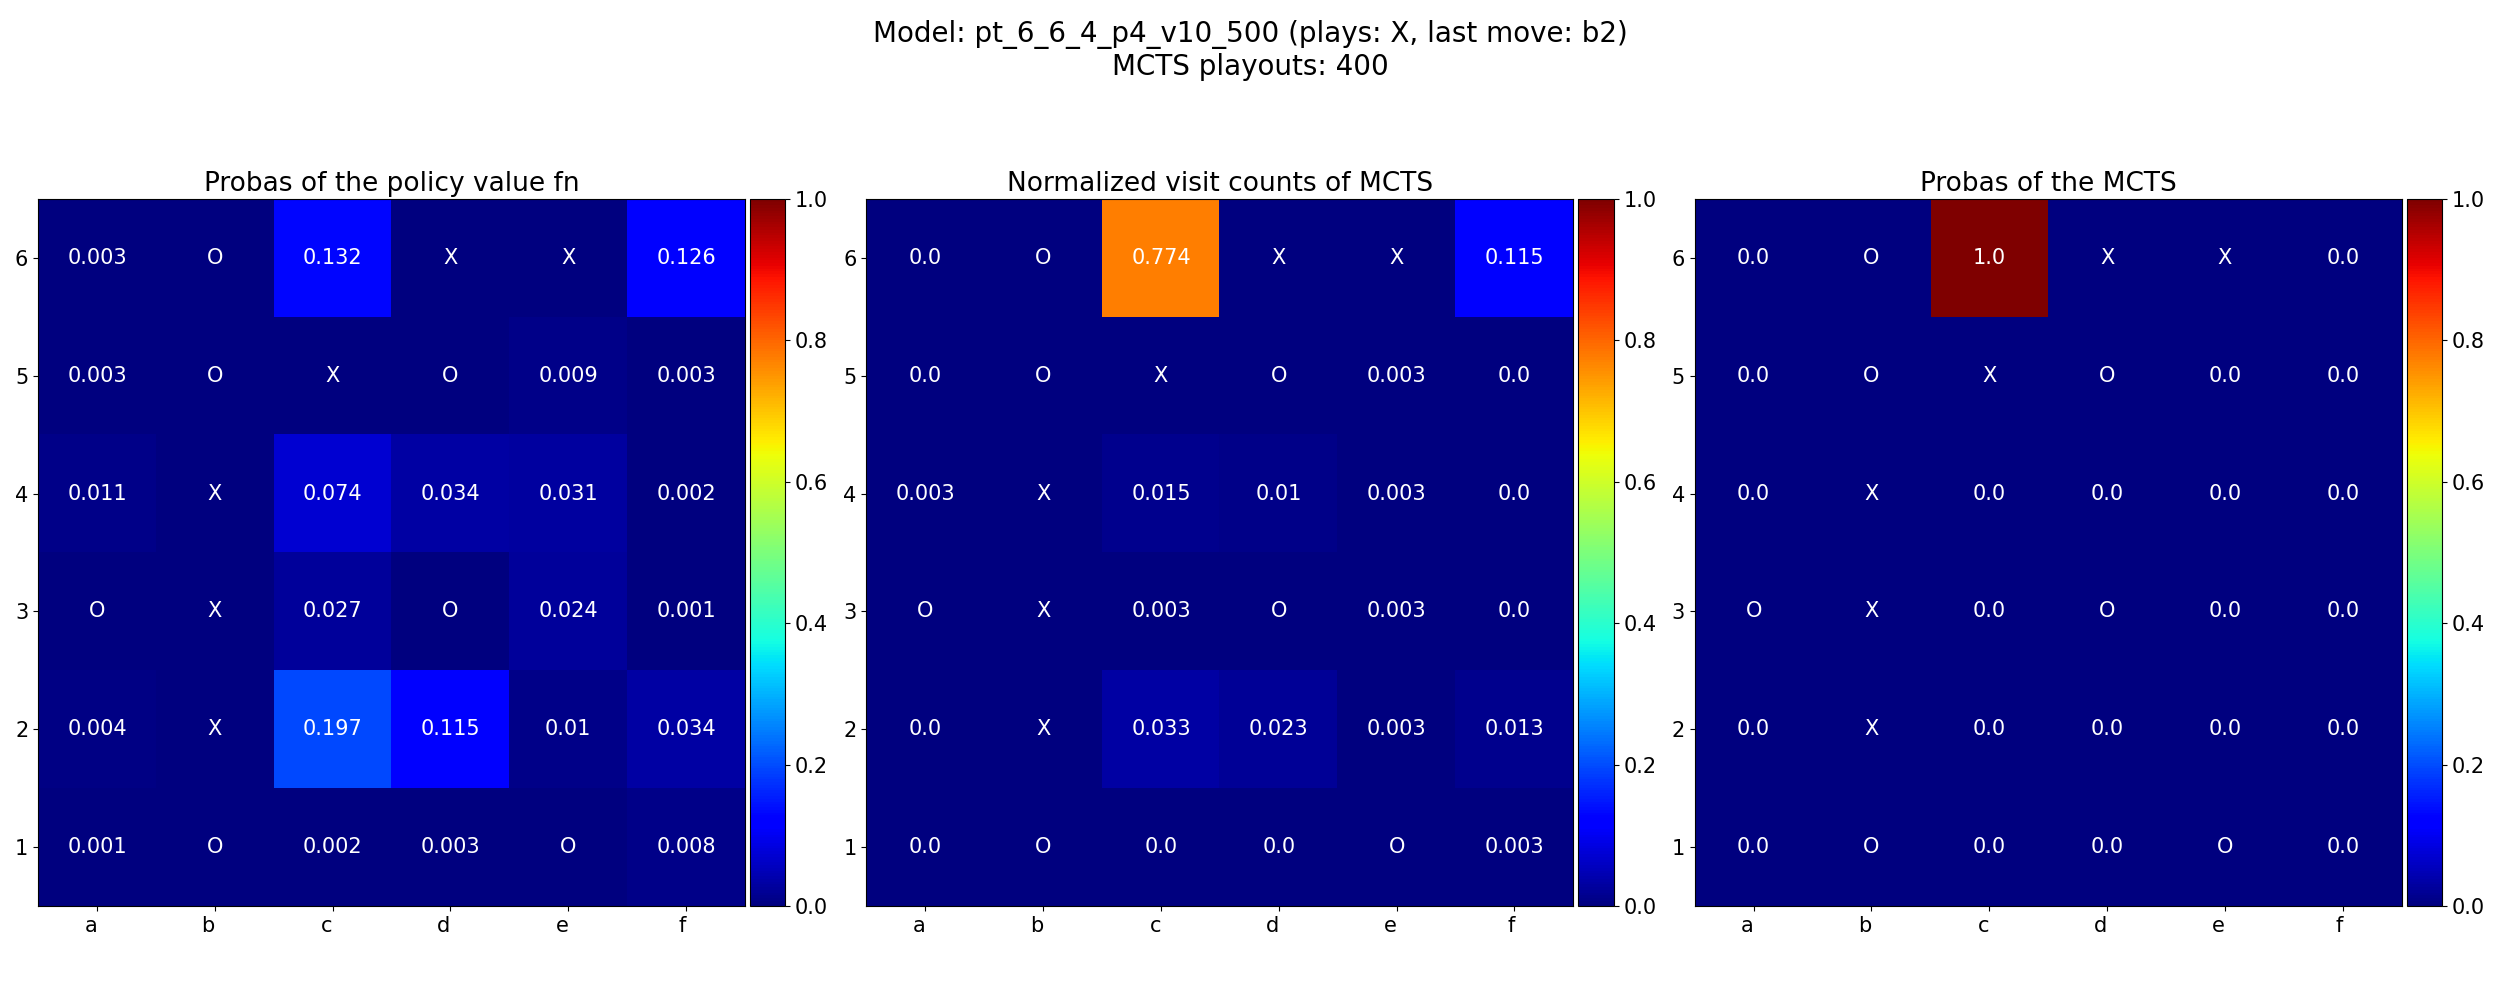 Model: pt_6_6_4_p4_v10_500 (plays: X, last move: b2)
MCTS playouts: 400
Probas of the policy value fn
6 0.003 O 0.132 X X 0.126
5 0.003 O X O 0.009 0.003
4 0.011 X 0.074 0.034 0.031 0.002
3 O X 0.027 O 0.024 0.001
2 0.004 X 0.197 0.115 0.01 0.034
1 0.001 O 0.002 0.003 O 0.008
a b c d e f
1.0
0.8
0.6
0.4
0.2
0.0
Normalized visit counts of MCTS
6 0.0 O 0.774 X X 0.115
5 0.0 O X O 0.003 0.0
4 0.003 X 0.015 0.01 0.003 0.0
3 O X 0.003 O 0.003 0.0
2 0.0 X 0.033 0.023 0.003 0.013
1 0.0 O 0.0 0.0 O 0.003
a b c d e f
1.0
0.8
0.6
0.4
0.2
0.0
Probas of the MCTS
6 0.0 O 1.0 X X 0.0
5 0.0 O X O 0.0 0.0
4 0.0 X 0.0 0.0 0.0 0.0
3 O X 0.0 O 0.0 0.0
2 0.0 X 0.0 0.0 0.0 0.0
1 0.0 O 0.0 0.0 O 0.0
a b c d e f
1.0
0.8
0.6
0.4
0.2
0.0